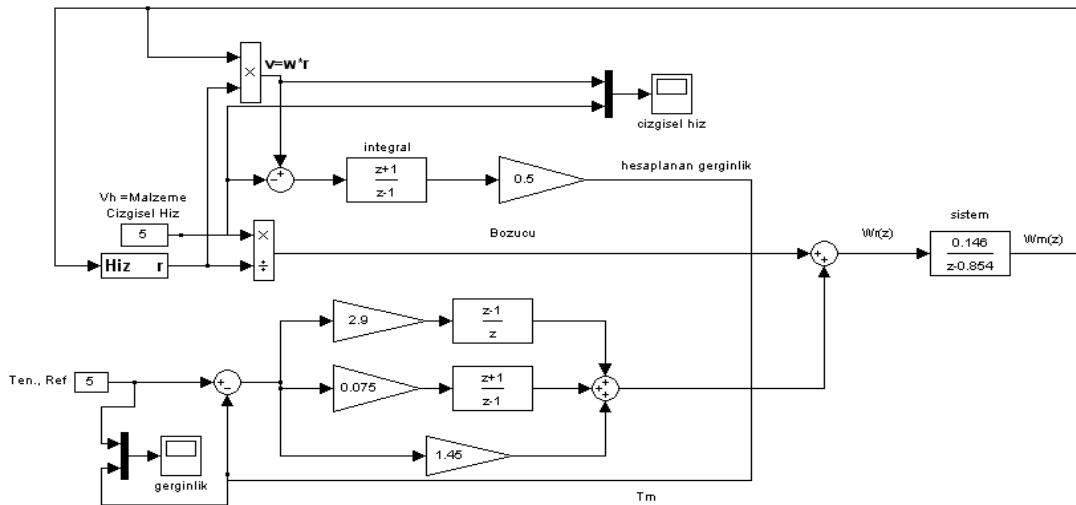 ×
v=w*r
cizgisel hiz
integral
z+1
z-1
0.5
hesaplanan gerginlik
- +
Vh =Malzeme
Cizgisel Hiz
5
×
÷
Hiz r
Bozucu
+
+
Wr(z)
sistem
0.146
z-0.854
Wm(z)
2.9
z-1
z
Ten., Ref
5
+
-
0.075
z+1
z-1
+
+
+
1.45
gerginlik
Tm